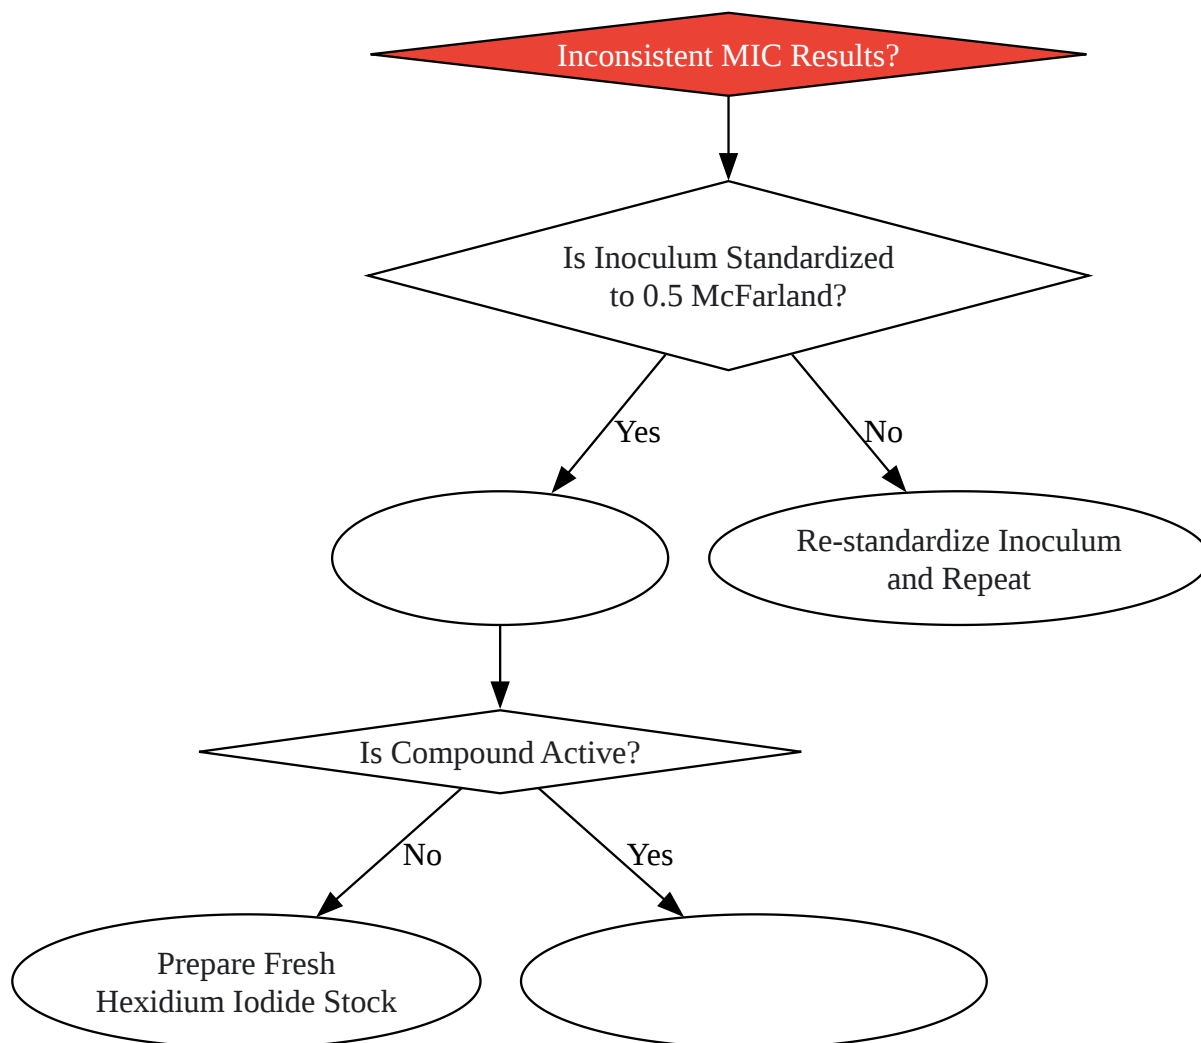 Inconsistent MIC Results?
Is Inoculum Standardized
to 0.5 McFarland?
Yes
No
Re-standardize Inoculum
and Repeat
Is Compound Active?
No
Yes
Prepare Fresh
Hexidium Iodide Stock